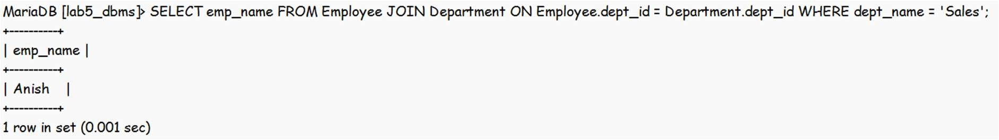 MariaDB [lab5_dbms]> SELECT emp_name FROM Employee JOIN Department ON Employee.dept_id = Department.dept_id WHERE dept_name = 'Sales';
+----------+
| emp_name |
+----------+
| Anish    |
+----------+
1 row in set (0.001 sec)